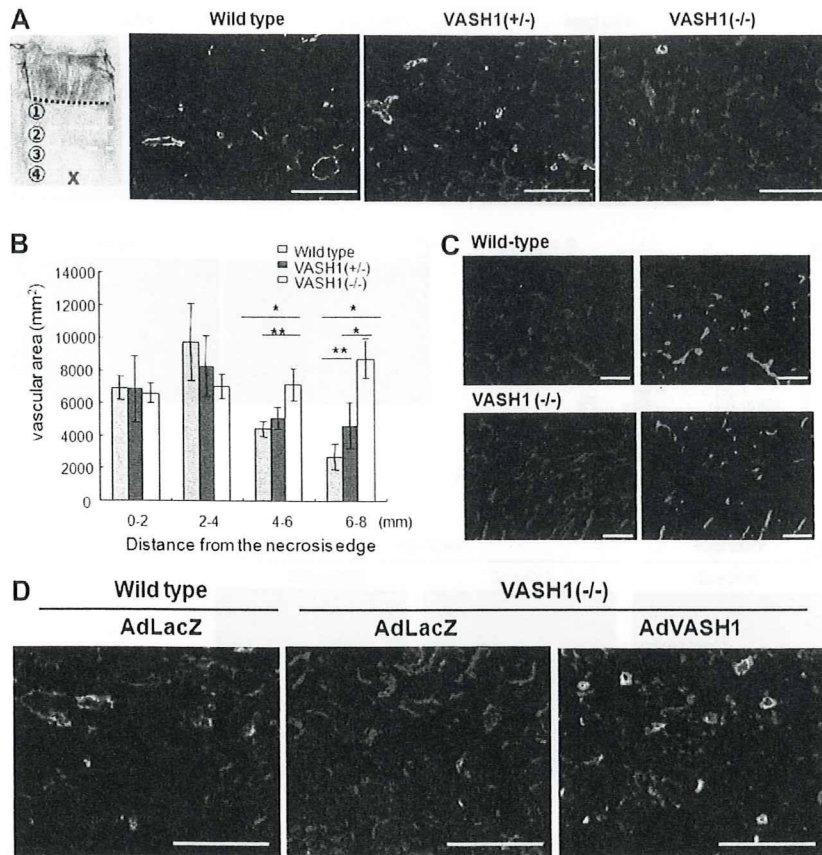 A
Wild type
VASH1(+/-)
VASH1(-/-)
①
②
③
④
X
B
Wild type
VASH1(+/-)
VASH1(-/-)
vascular area (mm²)
14000
12000
10000
8000
6000
4000
2000
0
*
**
*
*
**
0-2
2-4
4-6
6-8
(mm)
Distance from the necrosis edge
C
Wild-type
VASH1 (-/-)
D
Wild type
VASH1(-/-)
AdLacZ
AdLacZ
AdVASH1